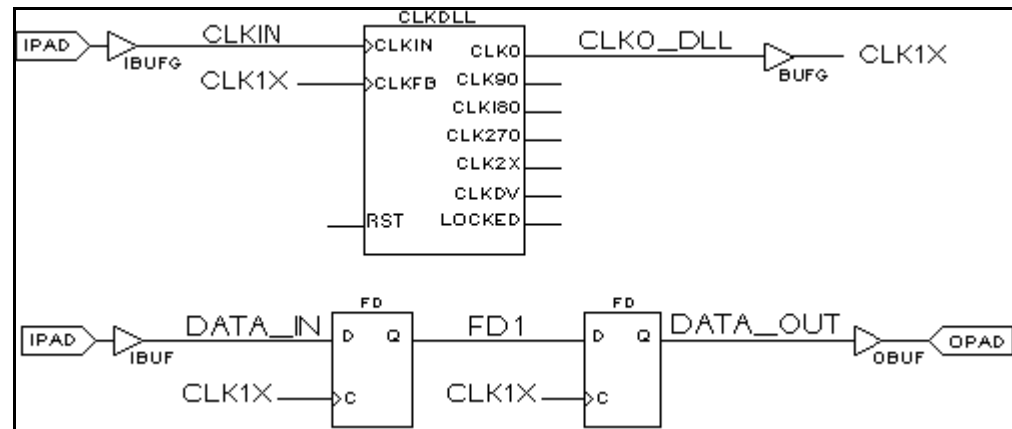 CLKDLL
IPAD
IBUFG
CLKIN
CLKIN
CLK0
CLK0_DLL
BUFG
CLK1X
CLK1X
CLKFB
CLK90
CLK180
CLK270
CLK2X
CLKDV
RST
LOCKED
FD
FD
IPAD
IBUF
DATA_IN
D
Q
FD1
D
Q
DATA_OUT
OBUF
OPAD
CLK1X
C
CLK1X
C